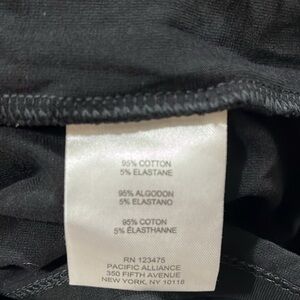 95% COTTON
5% ELASTANE
95% ALGODON
5% ELASTANO
95% COTON
5% ÉLASTHANNE
RN 123475
PACIFIC ALLIANCE
350 FIFTH AVENUE
NEW YORK, NY 10118